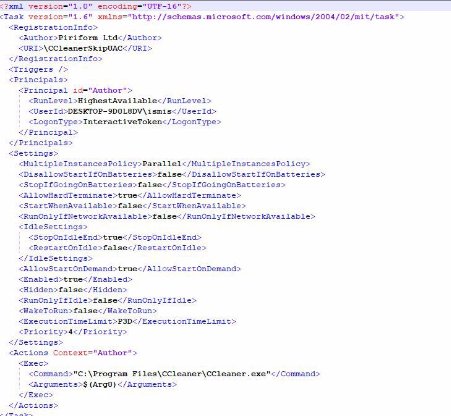 <?xml version="1.0" encoding="UTF-16"?>
<Task version="1.6" xmlns="http://schemas.microsoft.com/windows/2004/02/mit/task">
  <RegistrationInfo>
    <Author>Piriform Ltd</Author>
    <URI>\CCleanerSkipUAC</URI>
  </RegistrationInfo>
  <Triggers />
  <Principals>
    <Principal id="Author">
      <RunLevel>HighestAvailable</RunLevel>
      <UserId>DESKTOP-9D0L8DV\ismis</UserId>
      <LogonType>InteractiveToken</LogonType>
    </Principal>
  </Principals>
  <Settings>
    <MultipleInstancesPolicy>Parallel</MultipleInstancesPolicy>
    <DisallowStartIfOnBatteries>false</DisallowStartIfOnBatteries>
    <StopIfGoingOnBatteries>false</StopIfGoingOnBatteries>
    <AllowHardTerminate>true</AllowHardTerminate>
    <StartWhenAvailable>false</StartWhenAvailable>
    <RunOnlyIfNetworkAvailable>false</RunOnlyIfNetworkAvailable>
    <IdleSettings>
      <StopOnIdleEnd>true</StopOnIdleEnd>
      <RestartOnIdle>false</RestartOnIdle>
    </IdleSettings>
    <AllowStartOnDemand>true</AllowStartOnDemand>
    <Enabled>true</Enabled>
    <Hidden>false</Hidden>
    <RunOnlyIfIdle>false</RunOnlyIfIdle>
    <WakeToRun>false</WakeToRun>
    <ExecutionTimeLimit>P3D</ExecutionTimeLimit>
    <Priority>4</Priority>
  </Settings>
  <Actions Context="Author">
    <Exec>
      <Command>"C:\Program Files\CCleaner\CCleaner.exe"</Command>
      <Arguments>$(Arg0)</Arguments>
    </Exec>
  </Actions>
</Task>